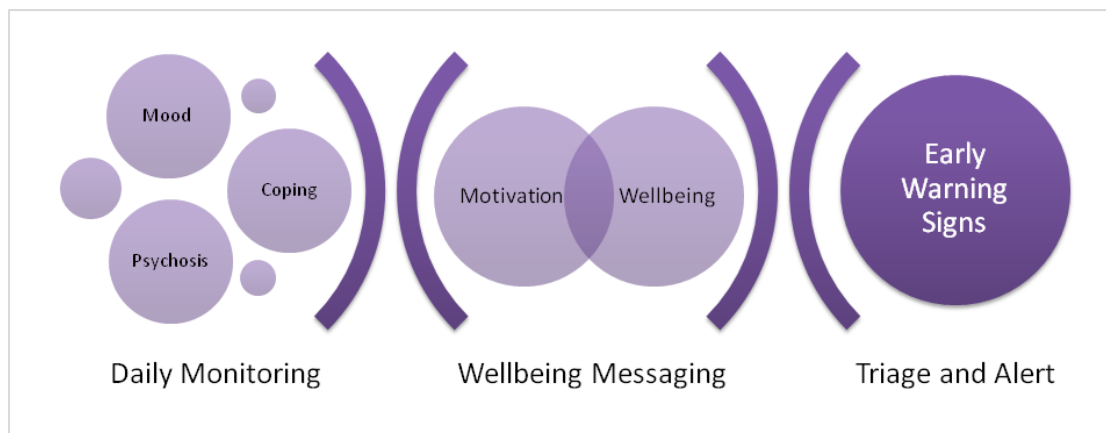 Mood
Coping
Psychosis
Motivation
Wellbeing
Early
Warning
Signs
Daily Monitoring
Wellbeing Messaging
Triage and Alert